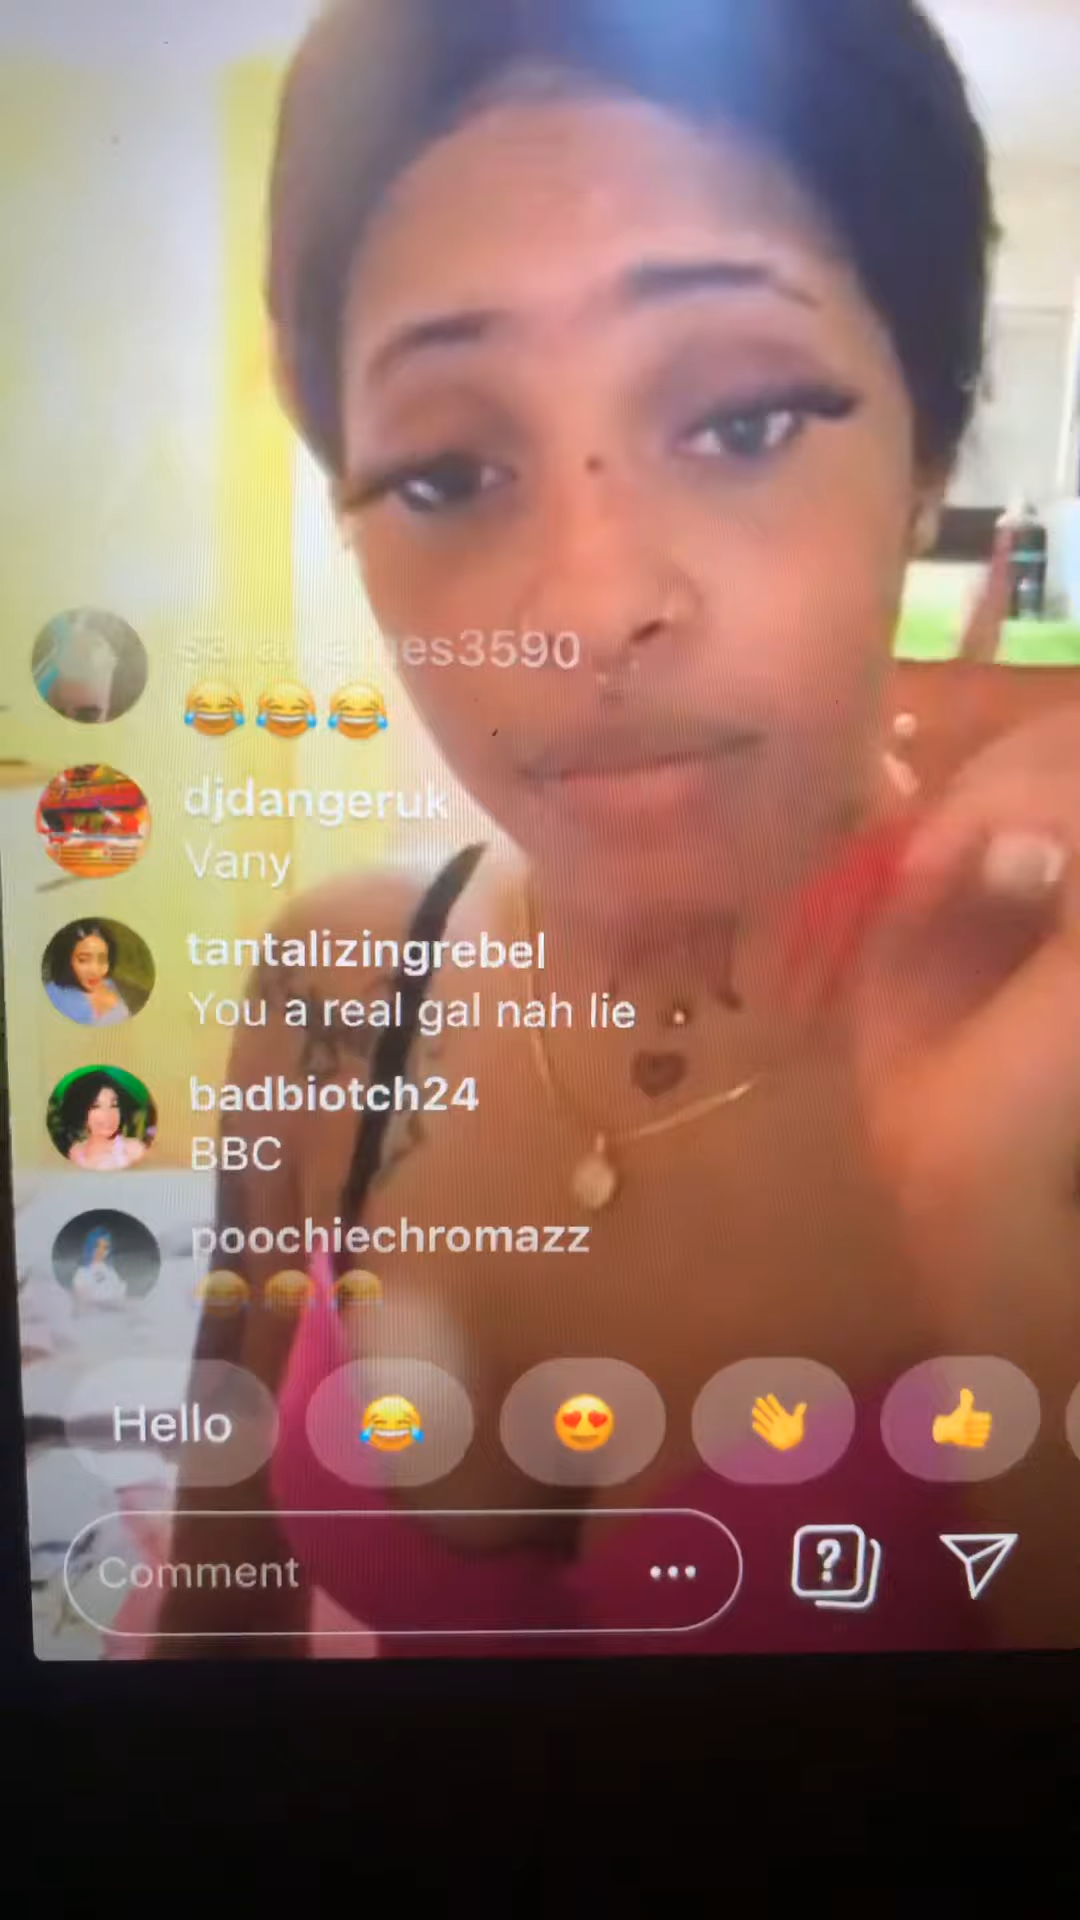 es3590
😂😂😂
djdangeruk
Vany
tantalizingrebel
You a real gal nah lie
badbiotch24
BBC
poochiechromazz
😂😂😂
Hello 😂 😍 👋 👍
Comment ...
?